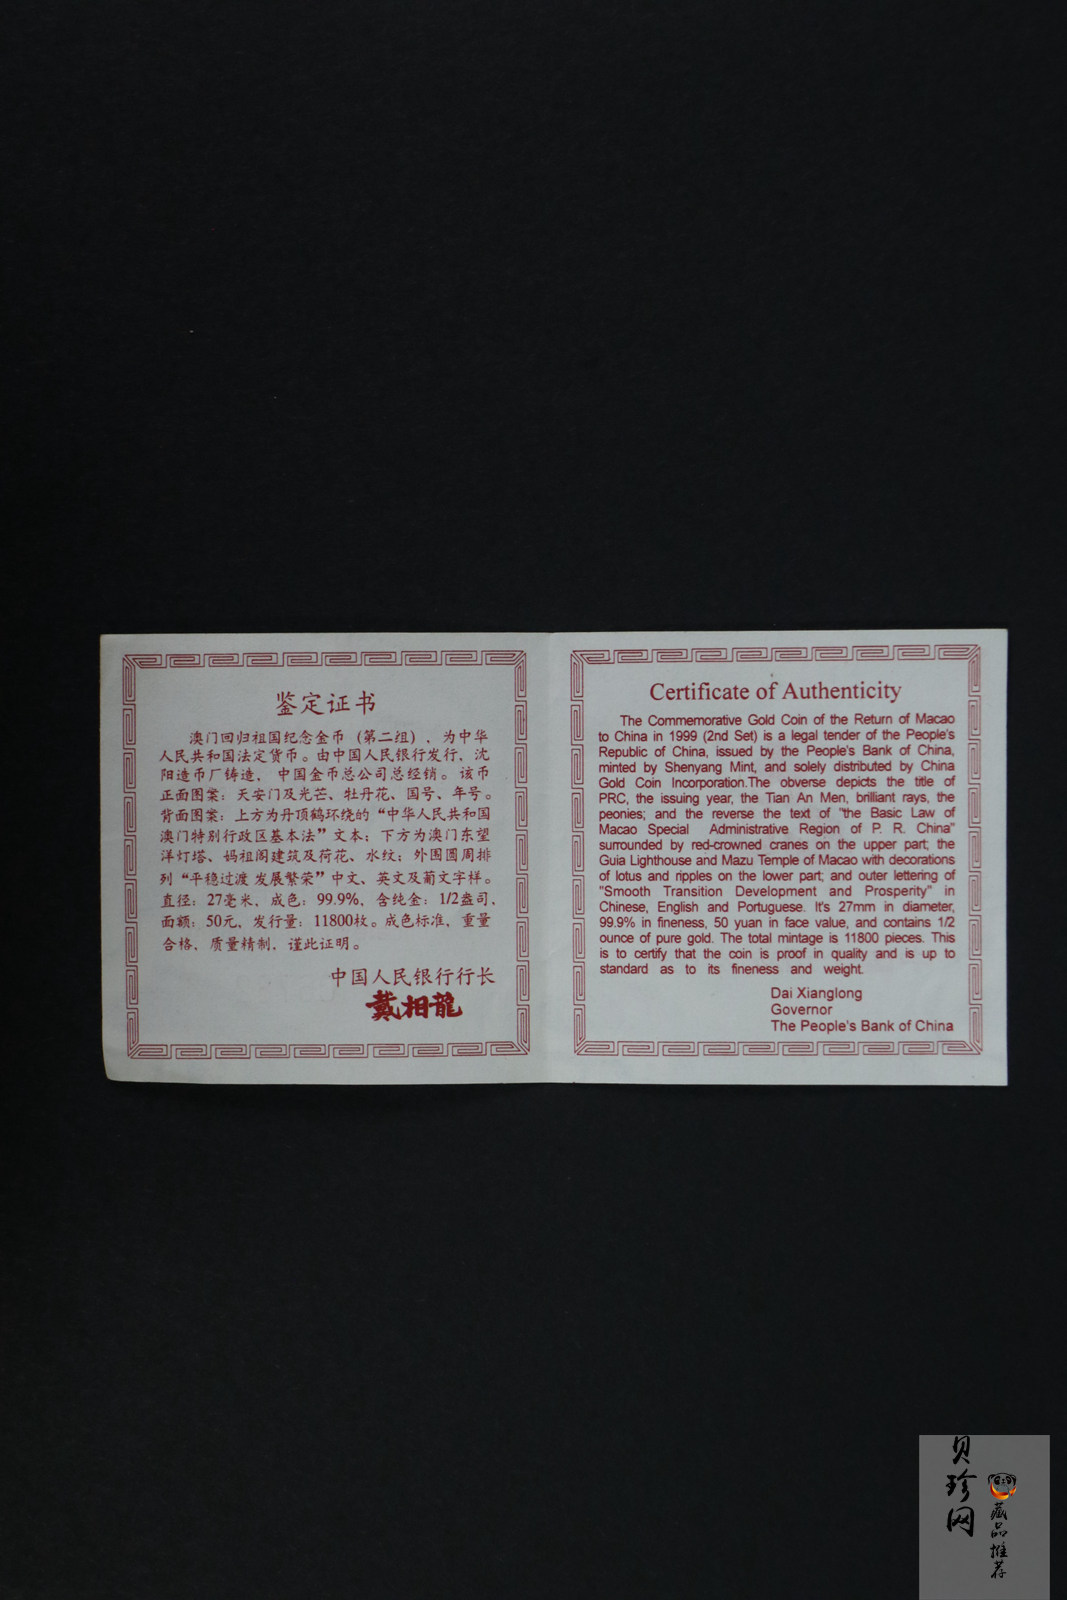 鉴定证书
澳门回归祖国纪念金币（第二组），为中华
人民共和国法定货币。由中国人民银行发行、沈
阳造币厂铸造，中国金币总公司总经销。该币
正面图案：天安门及光芒、牡丹花、国号、年号。
背面图案：上方为丹顶鹤环绕的“中华人民共和国
澳门特别行政区基本法”文本；下方为澳门东望
洋灯塔、妈祖阁建筑及荷花、水纹；外围圆周排
列“平稳过渡 发展繁荣”中文、英文及葡文字样。
直径：27毫米、成色：99.9%、含纯金：1/2盎司、
面额：50元、发行量：11800枚。成色标准，重量
合格、质量精制，谨此证明。
中国人民银行行长
戴相龍
Certificate of Authenticity
The Commemorative Gold Coin of the Return of Macao
to China in 1999 (2nd Set) is a legal tender of the People's
Republic of China, issued by the People's Bank of China,
minted by Shenyang Mint, and solely distributed by China
Gold Coin Incorporation.The obverse depicts the title of
PRC, the issuing year, the Tian An Men, brilliant rays, the
peonies; and the reverse the text of "the Basic Law of
Macao Special Administrative Region of P. R. China"
surrounded by red-crowned cranes on the upper part; the
Guia Lighthouse and Mazu Temple of Macao with decorations
of lotus and ripples on the lower part; and outer lettering of
"Smooth Transition Development and Prosperity" in
Chinese, English and Portuguese. It's 27mm in diameter,
99.9% in fineness, 50 yuan in face value, and contains 1/2
ounce of pure gold. The total mintage is 11800 pieces. This
is to certify that the coin is proof in quality and is up to
standard as to its fineness and weight.
Dai Xianglong
Governor
The People's Bank of China
贝珍网
藏品推荐